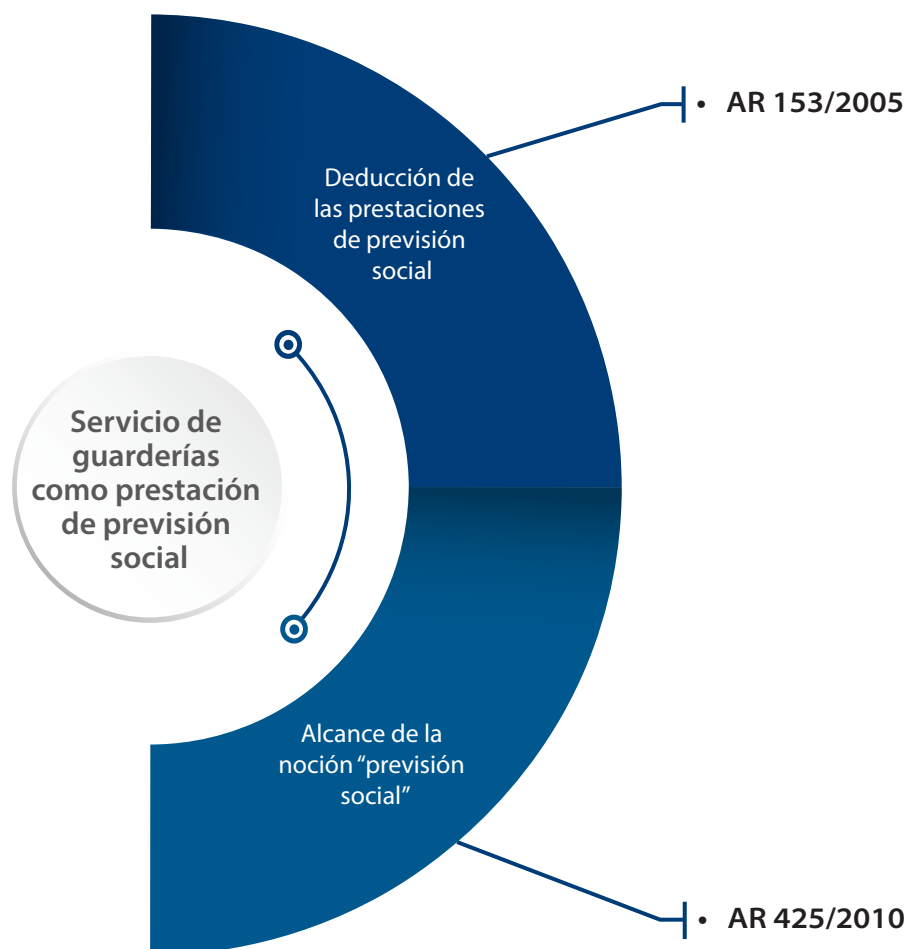 • AR 153/2005
Deducción de
las prestaciones
de previsión
social
Servicio de
guarderías
como prestación
de previsión
social
Alcance de la
noción “previsión
social”
• AR 425/2010